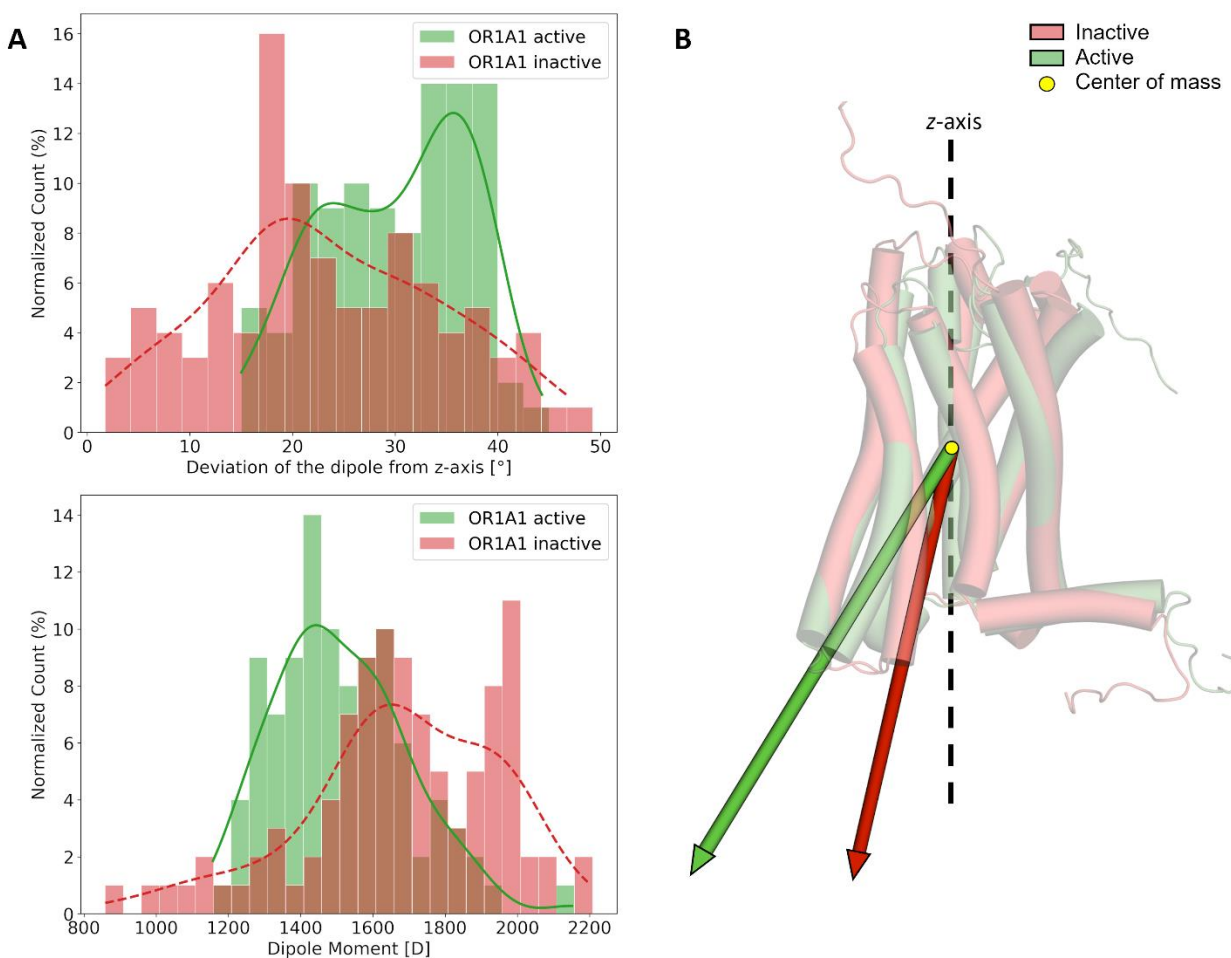 A
16
14
12
10
8
6
4
2
0
Normalized Count (%)
OR1A1 active
OR1A1 inactive
0 10 20 30 40 50
Deviation of the dipole from z-axis [°]
14
12
10
8
6
4
2
0
Normalized Count (%)
OR1A1 active
OR1A1 inactive
800 1000 1200 1400 1600 1800 2000 2200
Dipole Moment [D]
B
Inactive
Active
Center of mass
z-axis